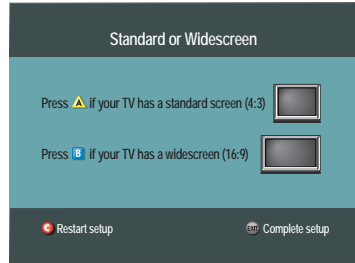 Standard or Widescreen
Press A if your TV has a standard screen (4:3)
Press B if your TV has a widescreen (16:9)
C Restart setup
EXIT Complete setup